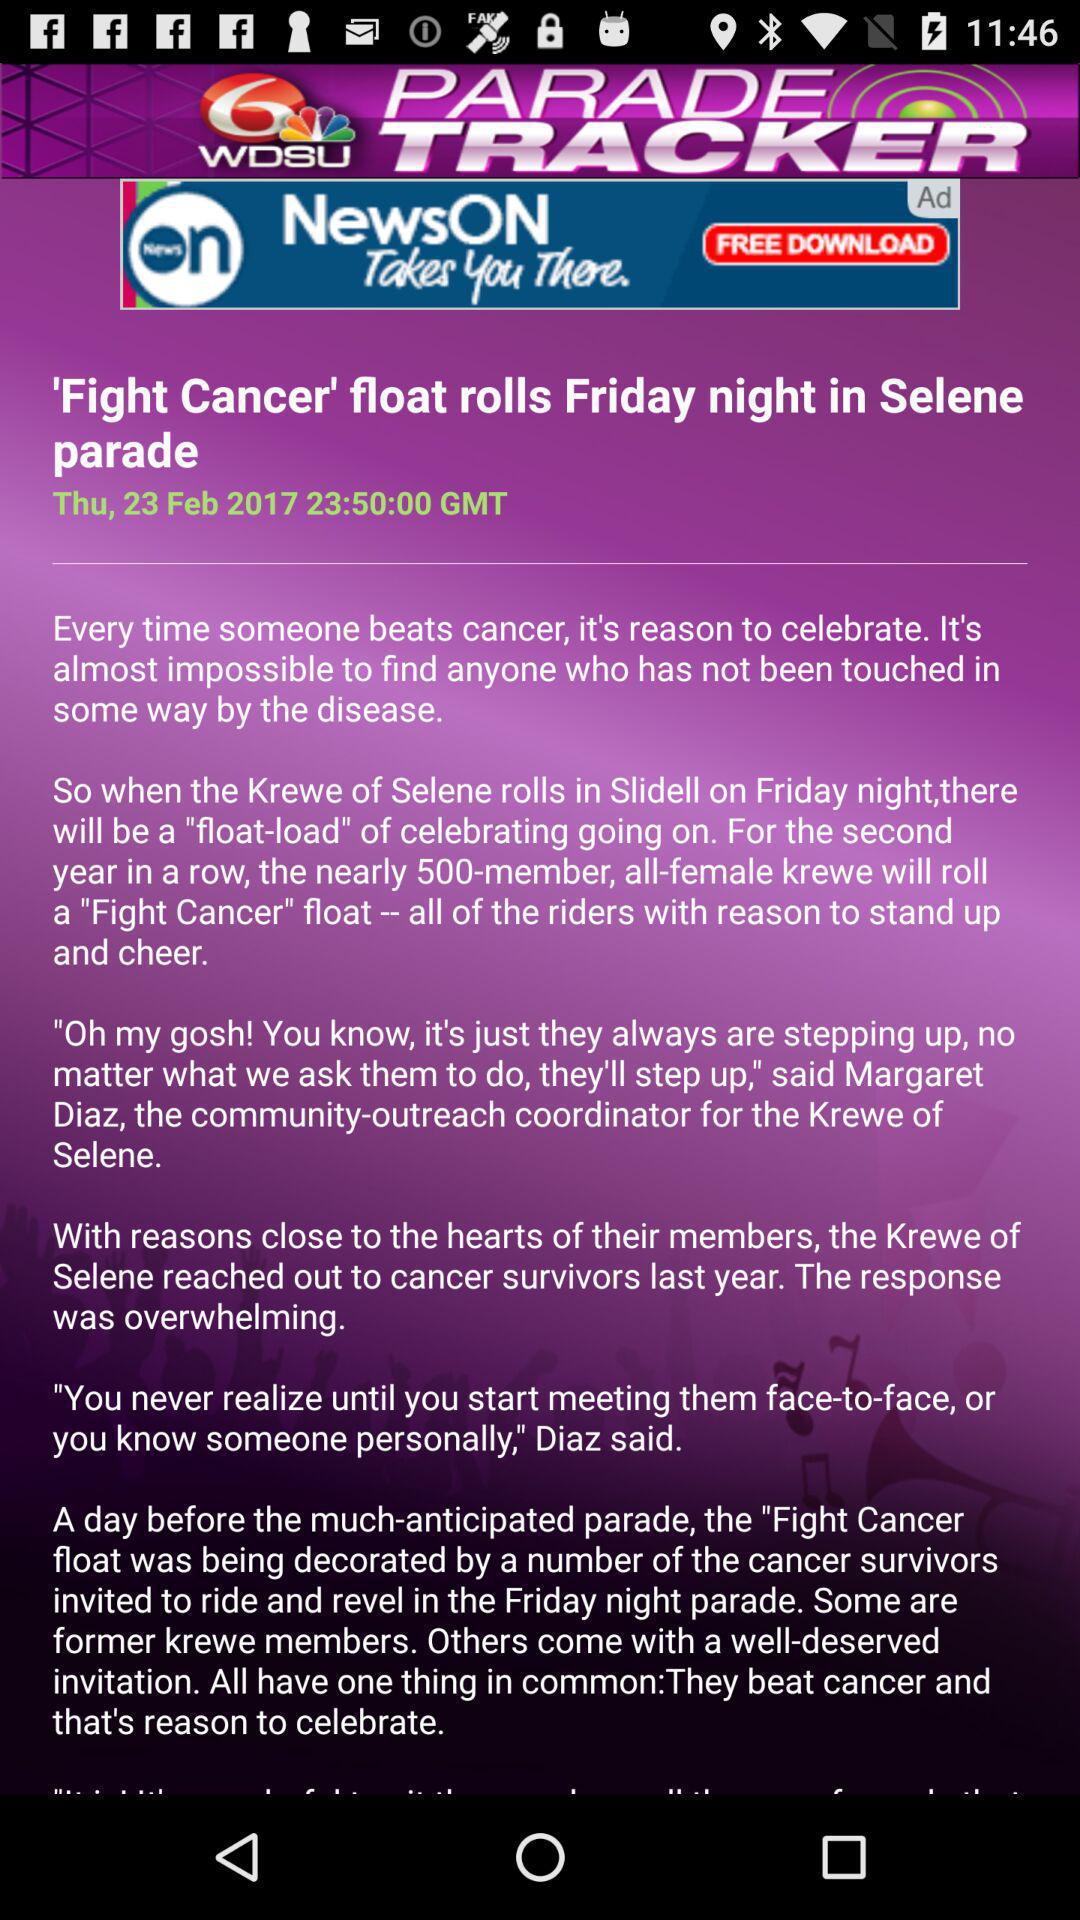 FAKE
11:46
6
WDSU
PARADE
TRACKER
News on
NewsON
Takes You There.
FREE DOWNLOAD
Ad
'Fight Cancer' float rolls Friday night in Selene
parade
Thu, 23 Feb 2017 23:50:00 GMT
Every time someone beats cancer, it's reason to celebrate. It's
almost impossible to find anyone who has not been touched in
some way by the disease.
So when the Krewe of Selene rolls in Slidell on Friday night,there
will be a "float-load" of celebrating going on. For the second
year in a row, the nearly 500-member, all-female krewe will roll
a "Fight Cancer" float -- all of the riders with reason to stand up
and cheer.
"Oh my gosh! You know, it's just they always are stepping up, no
matter what we ask them to do, they'll step up," said Margaret
Diaz, the community-outreach coordinator for the Krewe of
Selene.
With reasons close to the hearts of their members, the Krewe of
Selene reached out to cancer survivors last year. The response
was overwhelming.
"You never realize until you start meeting them face-to-face, or
you know someone personally," Diaz said.
A day before the much-anticipated parade, the "Fight Cancer
float was being decorated by a number of the cancer survivors
invited to ride and revel in the Friday night parade. Some are
former krewe members. Others come with a well-deserved
invitation. All have one thing in common:They beat cancer and
that's reason to celebrate.